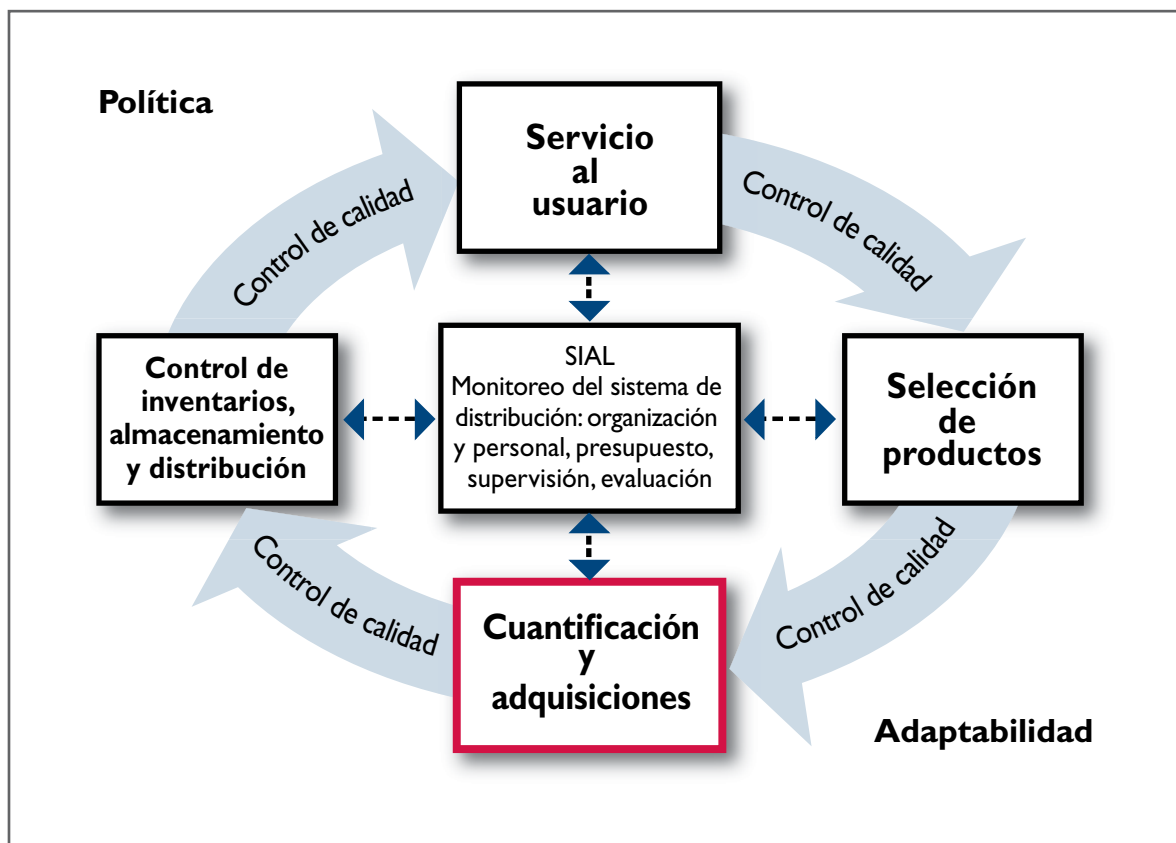 Política
Servicio
al
usuario
Control de calidad
Control de calidad
Control de
inventarios,
almacenamiento
y distribución
SIAL
Monitoreo del sistema de
distribución: organización
y personal, presupuesto,
supervisión, evaluación
Selección
de
productos
Control de calidad
Control de calidad
Cuantificación
y
adquisiciones
Adaptabilidad